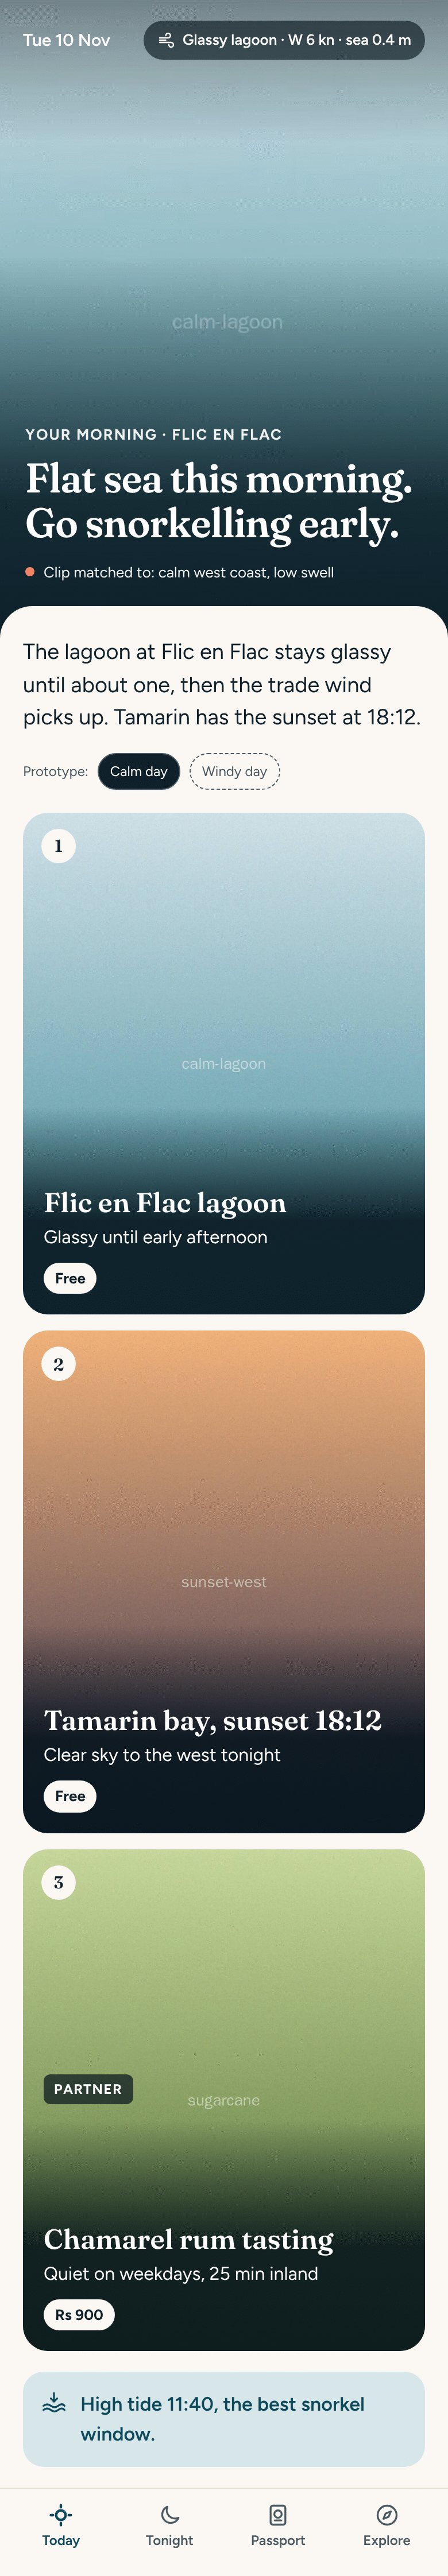 Tue 10 Nov
Glassy lagoon · W 6 kn · sea 0.4 m
calm-lagoon
YOUR MORNING · FLIC EN FLAC
Flat sea this morning.
Go snorkelling early.
Clip matched to: calm west coast, low swell
The lagoon at Flic en Flac stays glassy
until about one, then the trade wind
picks up. Tamarin has the sunset at 18:12.
Prototype: Calm day Windy day
1
calm-lagoon
Flic en Flac lagoon
Glassy until early afternoon
Free
2
sunset-west
Tamarin bay, sunset 18:12
Clear sky to the west tonight
Free
3
PARTNER
sugarcane
Chamarel rum tasting
Quiet on weekdays, 25 min inland
Rs 900
High tide 11:40, the best snorkel
window.
Today Tonight Passport Explore